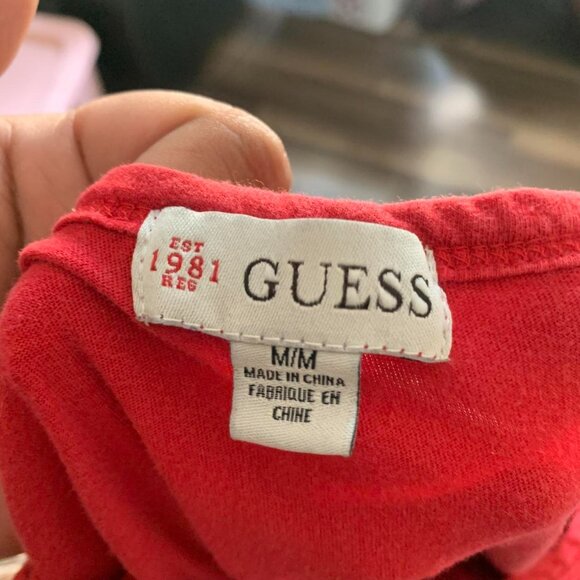 EST
1981
REG
GUESS
M/M
MADE IN CHINA
FABRIQUE EN
CHINE